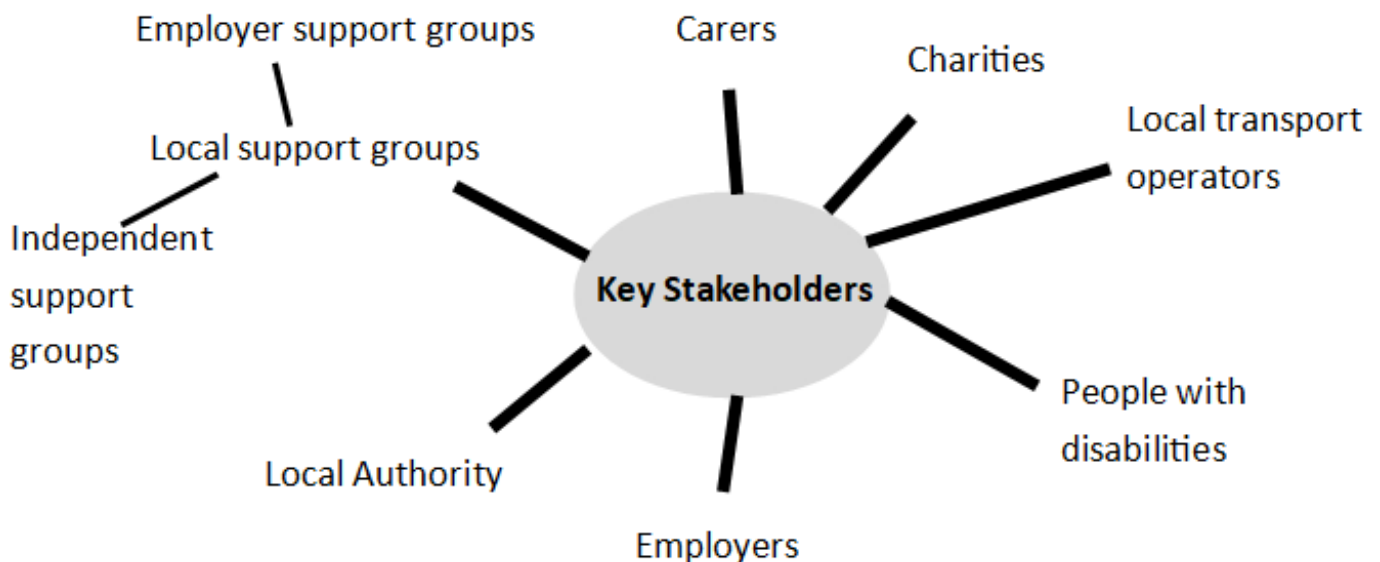 Employer support groups
Carers
Charities
Local transport
operators
Local support groups
Independent
support
groups
Key Stakeholders
People with
disabilities
Local Authority
Employers